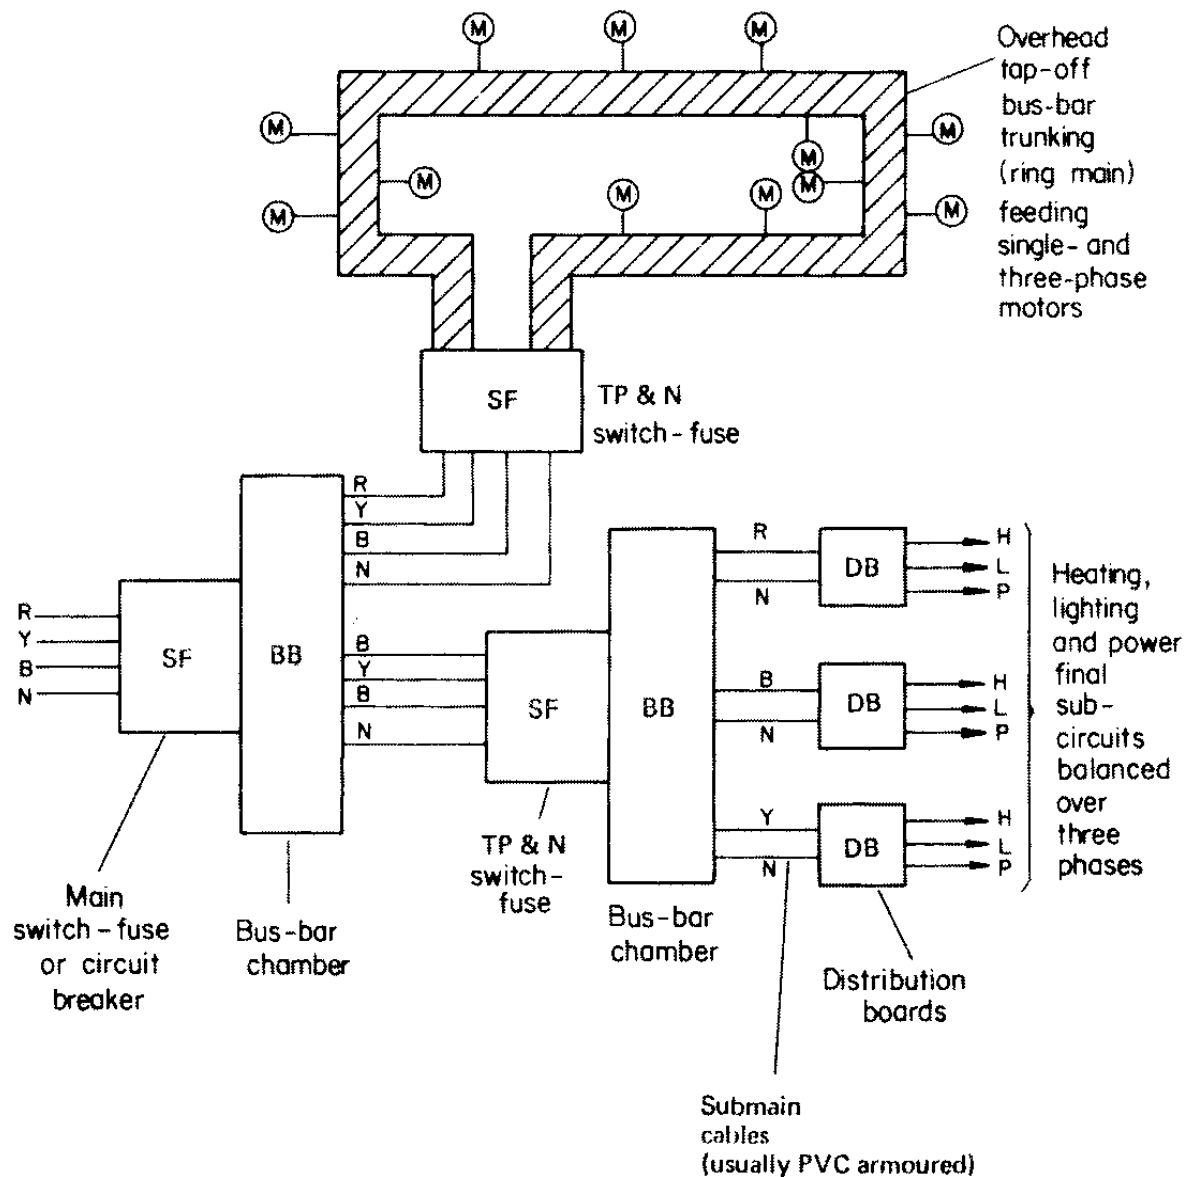 M
M
M
Overhead
tap-off
bus-bar
trunking
(ring main)
feeding
single- and
three-phase
motors
M
M
M
M
M
M
M
M
M
M
SF
TP & N
switch-fuse
R
Y
B
N
R
Y
B
N
SF
BB
B
Y
B
N
SF
TP & N
switch-
fuse
BB
R
N
DB
H
L
P
B
N
DB
H
L
P
Y
N
DB
H
L
P
Heating,
lighting
and power
final
sub-
circuits
balanced
over
three
phases
Main
switch-fuse
or circuit
breaker
Bus-bar
chamber
Bus-bar
chamber
Distribution
boards
Submain
cables
(usually PVC armoured)